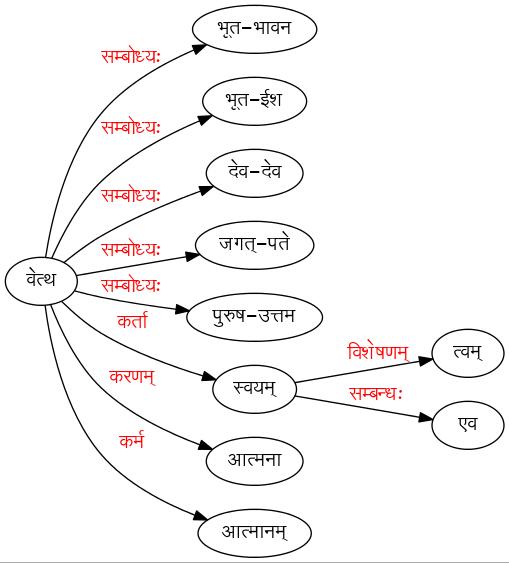 भृत-भावन
सम्बोध्यः
भृत-ईश
सम्बोध्यः
देव-देव
सम्बोध्यः
जगत्-पते
सम्बोध्यः
वेत्थ
सम्बोध्यः
पुरुष-उत्तम
कर्ता
विशेषणम्
त्वम्
करणम्
स्वयम्
सम्बन्धः
एव
कर्म
आत्मना
आत्मानम्